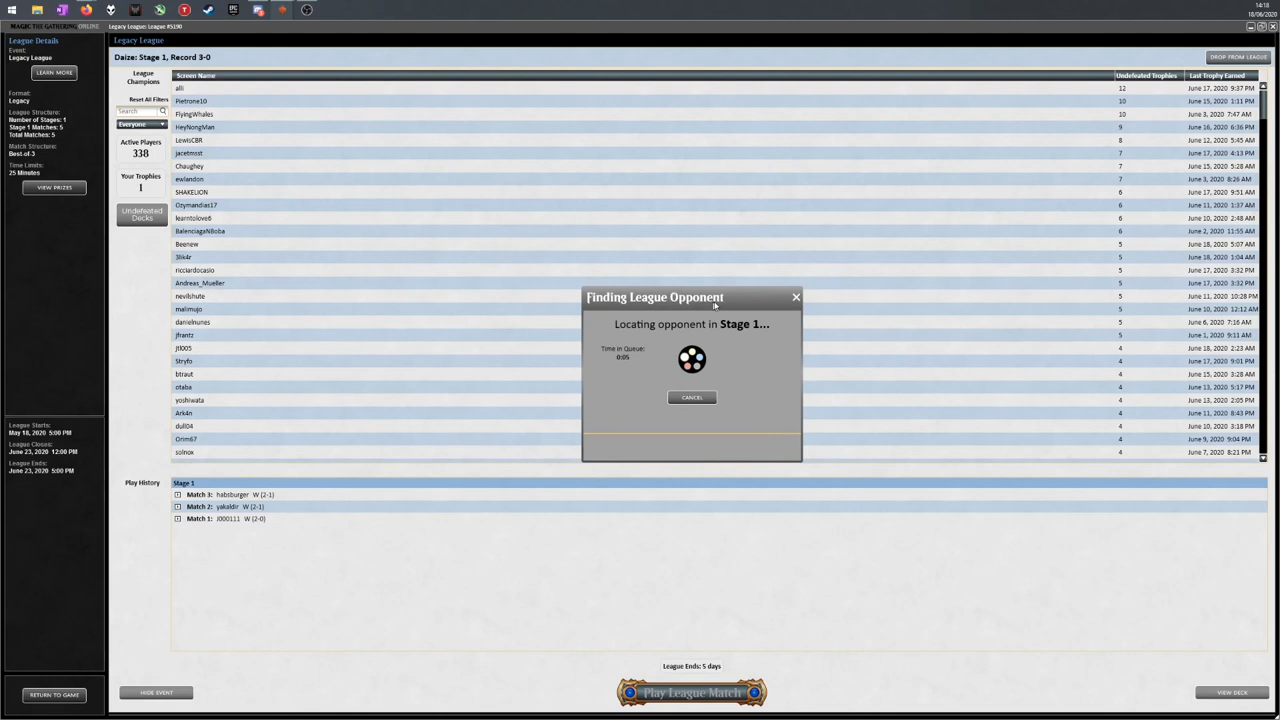 14:18
18/06/2020
MAGIC THE GATHERING ONLINE
Legacy League: League #5190
League Details
Event:
Legacy League
LEARN MORE
Format:
Legacy
League Structure:
Number of Stages: 1
Stage 1 Matches: 5
Total Matches: 5
Match Structure:
Best-of-3
Time Limits:
25 Minutes
VIEW PRIZES
League Starts:
May 18, 2020 5:00 PM
League Closes:
June 23, 2020 12:00 PM
League Ends:
June 23, 2020 5:00 PM
RETURN TO GAME
Legacy League
Daize: Stage 1, Record 3-0
DROP FROM LEAGUE
League
Champions
Reset All Filters
Search
Everyone
Active Players
338
Your Trophies
1
Undefeated
Decks
Screen Name Undefeated Trophies Last Trophy Earned
alli 12 June 17, 2020 9:37 PM
Pietrone10 10 June 15, 2020 1:11 PM
FlyingWhales 10 June 3, 2020 7:47 AM
HeyNongMan 9 June 16, 2020 6:36 PM
LewisCBR 8 June 12, 2020 5:45 AM
jacetmsst 7 June 17, 2020 4:13 PM
Chaughey 7 June 15, 2020 5:28 AM
ewlandon 7 June 3, 2020 8:26 AM
SHAKELION 6 June 17, 2020 9:51 AM
Ozymandias17 6 June 11, 2020 1:37 AM
learntolove6 6 June 10, 2020 2:48 AM
BalenciagaNBoba 6 June 2, 2020 11:55 AM
Beenew 5 June 18, 2020 5:07 AM
3lik4r 5 June 18, 2020 1:04 AM
ricciardocasio 5 June 17, 2020 3:32 PM
Andreas_Mueller 5 June 17, 2020 3:32 PM
nevilshute 5 June 11, 2020 10:28 PM
malimujo 5 June 10, 2020 12:12 AM
danielnunes 5 June 6, 2020 7:16 AM
jfrantz 5 June 1, 2020 9:12 AM
jtl005 4 June 18, 2020 2:23 AM
Stryfo 4 June 17, 2020 9:01 PM
btraut 4 June 15, 2020 3:28 AM
otaba 4 June 13, 2020 5:17 PM
yoshiwata 4 June 13, 2020 2:05 PM
Ark4n 4 June 11, 2020 8:43 PM
dull04 4 June 10, 2020 3:18 PM
Orim67 4 June 9, 2020 9:04 PM
solnox 4 June 7, 2020 8:21 PM
Finding League Opponent
Locating opponent in Stage 1...
Time in Queue:
0:05
CANCEL
Play History
Stage 1
Match 3: habsburger W (2-1)
Match 2: yakaldir W (2-1)
Match 1: J000111 W (2-0)
League Ends: 5 days
HIDE EVENT
Play League Match
VIEW DECK